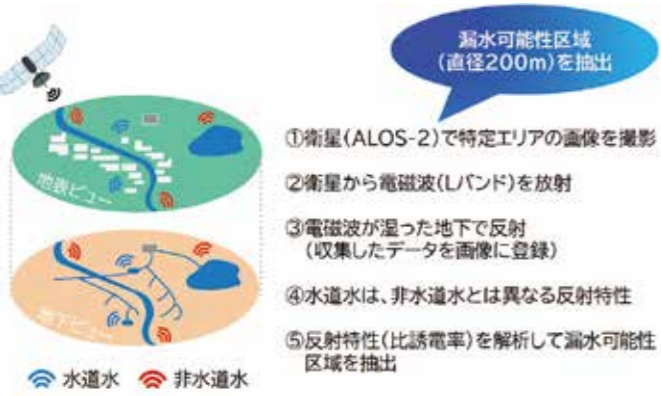 漏水可能性区域
(直径200m)を抽出
①衛星(ALOS-2)で特定エリアの画像を撮影
②衛星から電磁波(Lバンド)を放射
③電磁波が湿った地下で反射
(収集したデータを画像に登録)
④水道水は、非水道水とは異なる反射特性
⑤反射特性(比誘電率)を解析して漏水可能性
区域を抽出
地表ビュー
地下ビュー
水道水 非水道水